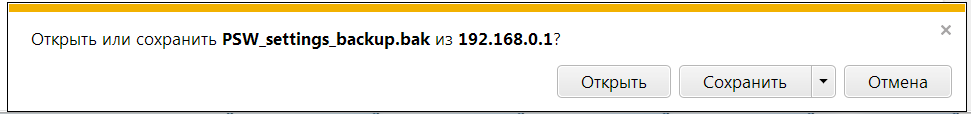 Открыть или сохранить PSW_settings_backup.bak из 192.168.0.1?
Открыть Сохранить Отмена